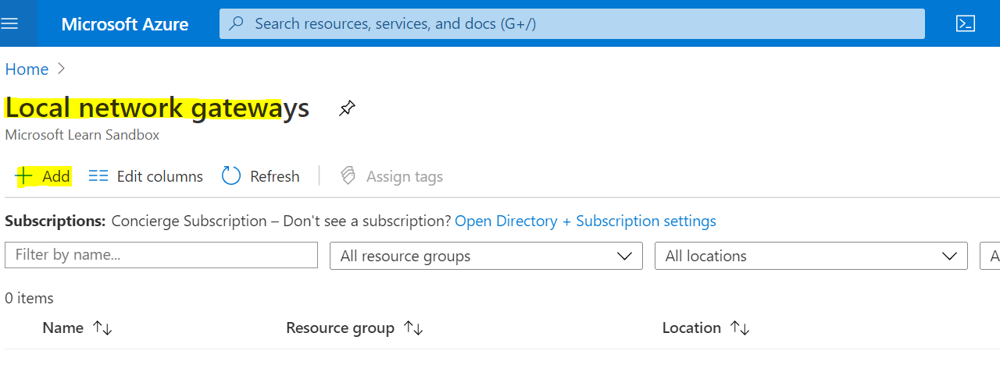 Microsoft Azure Search resources, services, and docs (G+/)
Home
Local network gateways
Microsoft Learn Sandbox
Add Edit columns Refresh Assign tags
Subscriptions: Concierge Subscription – Don't see a subscription? Open Directory + Subscription settings
Filter by name... All resource groups All locations
0 items
Name Resource group Location